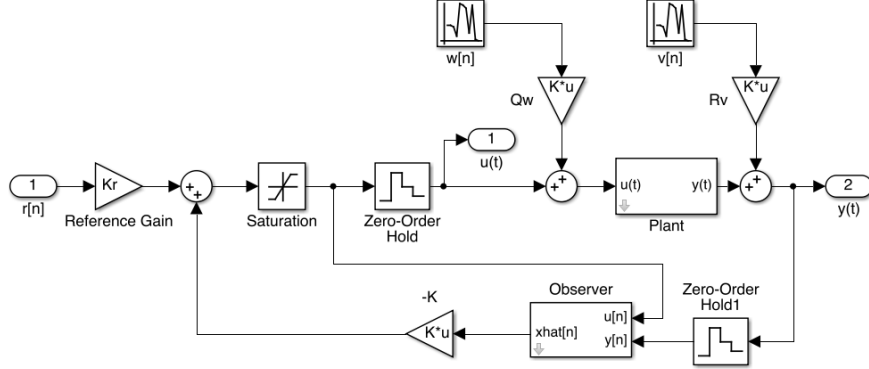 w[n]
v[n]
K*u
K*u
Qw
Rv
1
u(t)
1
r[n]
Kr
Reference Gain
+
+
Saturation
Zero-Order
Hold
+
+
u(t)
y(t)
Plant
+
+
2
y(t)
-K
K*u
Observer
xhat[n]
u[n]
y[n]
Zero-Order
Hold1